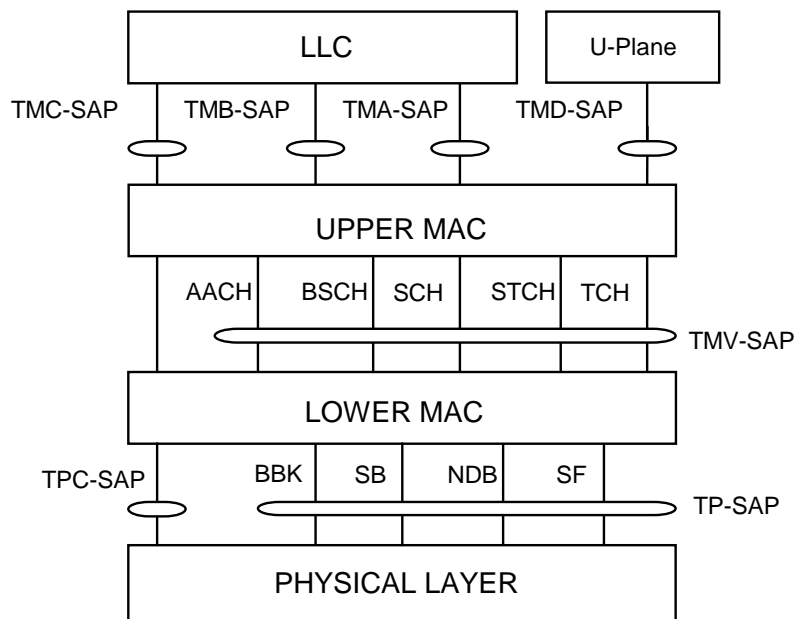 LLC
U-Plane
TMC-SAP
TMB-SAP
TMA-SAP
TMD-SAP
UPPER MAC
AACH
BSCH
SCH
STCH
TCH
TMV-SAP
LOWER MAC
TPC-SAP
BBK
SB
NDB
SF
TP-SAP
PHYSICAL LAYER